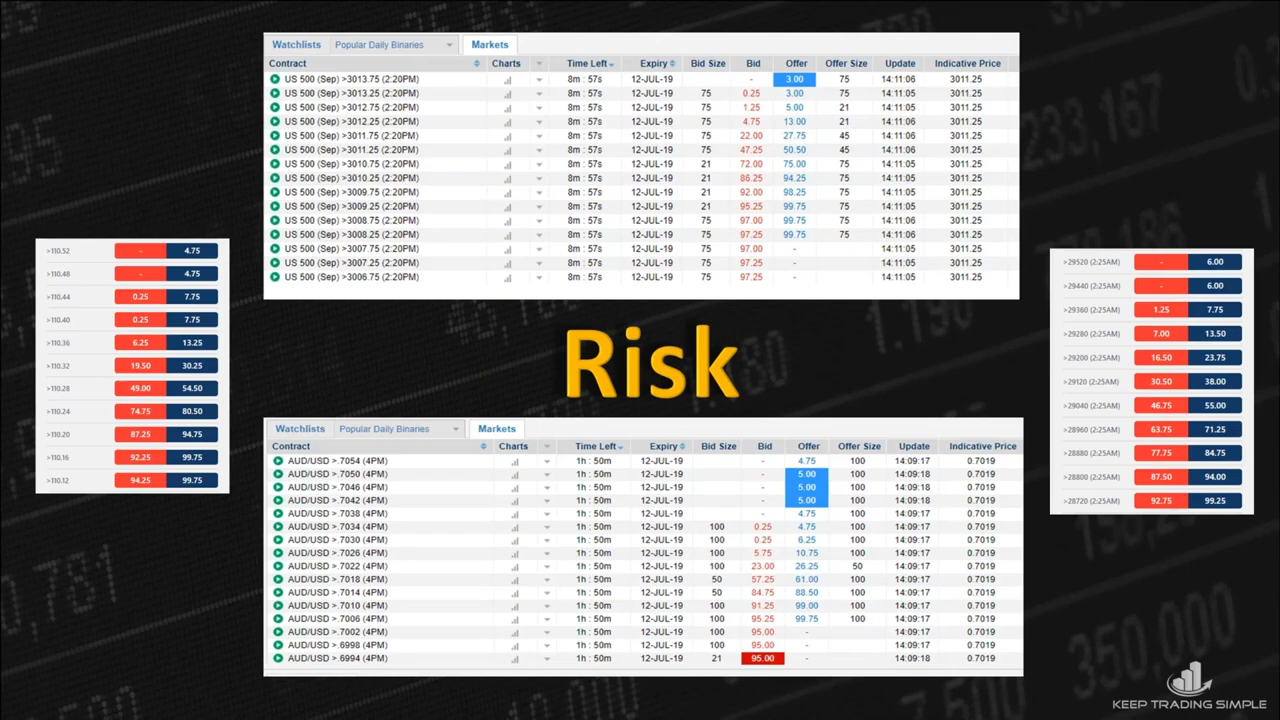 Watchlists Popular Daily Binaries Markets
Contract Charts Time Left Expiry Bid Size Bid Offer Offer Size Update Indicative Price
US 500 (Sep) >3013.75 (2:20PM) 8m : 57s 12-JUL-19 - 3.00 75 14:11:06 3011.25
US 500 (Sep) >3013.25 (2:20PM) 8m : 57s 12-JUL-19 75 0.25 3.00 75 14:11:06 3011.25
US 500 (Sep) >3012.75 (2:20PM) 8m : 57s 12-JUL-19 75 1.25 5.00 21 14:11:06 3011.25
US 500 (Sep) >3012.25 (2:20PM) 8m : 57s 12-JUL-19 75 4.75 13.00 21 14:11:06 3011.25
US 500 (Sep) >3011.75 (2:20PM) 8m : 57s 12-JUL-19 75 22.00 27.75 45 14:11:06 3011.25
US 500 (Sep) >3011.25 (2:20PM) 8m : 57s 12-JUL-19 75 47.25 50.50 45 14:11:06 3011.25
US 500 (Sep) >3010.75 (2:20PM) 8m : 57s 12-JUL-19 21 72.00 75.00 75 14:11:05 3011.25
US 500 (Sep) >3010.25 (2:20PM) 8m : 57s 12-JUL-19 21 86.25 94.25 75 14:11:05 3011.25
US 500 (Sep) >3009.75 (2:20PM) 8m : 57s 12-JUL-19 21 92.00 98.25 75 14:11:05 3011.25
US 500 (Sep) >3009.25 (2:20PM) 8m : 57s 12-JUL-19 21 95.25 99.75 75 14:11:05 3011.25
US 500 (Sep) >3008.75 (2:20PM) 8m : 57s 12-JUL-19 75 97.00 99.75 75 14:11:05 3011.25
US 500 (Sep) >3008.25 (2:20PM) 8m : 57s 12-JUL-19 75 97.25 99.75 75 14:11:05 3011.25
US 500 (Sep) >3007.75 (2:20PM) 8m : 57s 12-JUL-19 75 97.00 - 14:11:05 3011.25
US 500 (Sep) >3007.25 (2:20PM) 8m : 57s 12-JUL-19 75 97.25 - 14:11:05 3011.25
US 500 (Sep) >3006.75 (2:20PM) 8m : 57s 12-JUL-19 75 97.25 - 14:11:05 3011.25
>110.52 - 4.75
>110.48 - 4.75
>110.44 0.25 7.75
>110.40 0.25 7.75
>110.36 6.25 13.25
>110.32 19.50 30.25
>110.28 49.00 54.50
>110.24 74.75 80.50
>110.20 87.25 94.75
>110.16 92.25 99.75
>110.12 94.25 99.75
Risk
>29520 (2:25AM) - 6.00
>29440 (2:25AM) - 6.00
>29360 (2:25AM) 1.25 7.75
>29280 (2:25AM) 7.00 13.50
>29200 (2:25AM) 16.50 23.75
>29120 (2:25AM) 30.50 38.00
>29040 (2:25AM) 46.75 55.00
>28960 (2:25AM) 63.75 71.25
>28880 (2:25AM) 77.75 84.75
>28800 (2:25AM) 87.50 94.00
>28720 (2:25AM) 92.75 99.25
Watchlists Popular Daily Binaries Markets
Contract Charts Time Left Expiry Bid Size Bid Offer Offer Size Update Indicative Price
AUD/USD >.7054 (4PM) 1h : 50m 12-JUL-19 - 4.75 100 14:09:17 0.7019
AUD/USD >.7050 (4PM) 1h : 50m 12-JUL-19 - 5.00 100 14:09:18 0.7019
AUD/USD >.7046 (4PM) 1h : 50m 12-JUL-19 - 5.00 100 14:09:18 0.7019
AUD/USD >.7042 (4PM) 1h : 50m 12-JUL-19 - 5.00 100 14:09:18 0.7019
AUD/USD >.7038 (4PM) 1h : 50m 12-JUL-19 - 4.75 100 14:09:17 0.7019
AUD/USD >.7034 (4PM) 1h : 50m 12-JUL-19 100 0.25 4.75 100 14:09:17 0.7019
AUD/USD >.7030 (4PM) 1h : 50m 12-JUL-19 100 0.25 6.25 100 14:09:17 0.7019
AUD/USD >.7026 (4PM) 1h : 50m 12-JUL-19 100 5.75 10.75 100 14:09:17 0.7019
AUD/USD >.7022 (4PM) 1h : 50m 12-JUL-19 100 23.00 26.25 50 14:09:17 0.7019
AUD/USD >.7018 (4PM) 1h : 50m 12-JUL-19 50 57.25 61.00 100 14:09:17 0.7019
AUD/USD >.7014 (4PM) 1h : 50m 12-JUL-19 50 84.75 88.50 100 14:09:17 0.7019
AUD/USD >.7010 (4PM) 1h : 50m 12-JUL-19 100 91.25 99.00 100 14:09:17 0.7019
AUD/USD >.7006 (4PM) 1h : 50m 12-JUL-19 100 95.25 99.75 100 14:09:17 0.7019
AUD/USD >.7002 (4PM) 1h : 50m 12-JUL-19 100 95.00 - 14:09:17 0.7019
AUD/USD >.6998 (4PM) 1h : 50m 12-JUL-19 100 95.00 - 14:09:17 0.7019
AUD/USD >.6994 (4PM) 1h : 50m 12-JUL-19 21 95.00 - 14:09:18 0.7019
KEEP TRADING SIMPLE